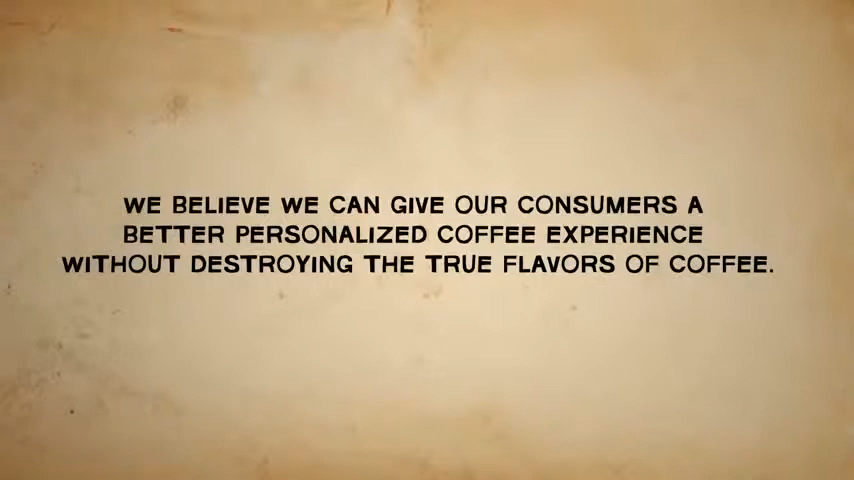 WE BELIEVE WE CAN GIVE OUR CONSUMERS A
BETTER PERSONALIZED COFFEE EXPERIENCE
WITHOUT DESTROYING THE TRUE FLAVORS OF COFFEE.